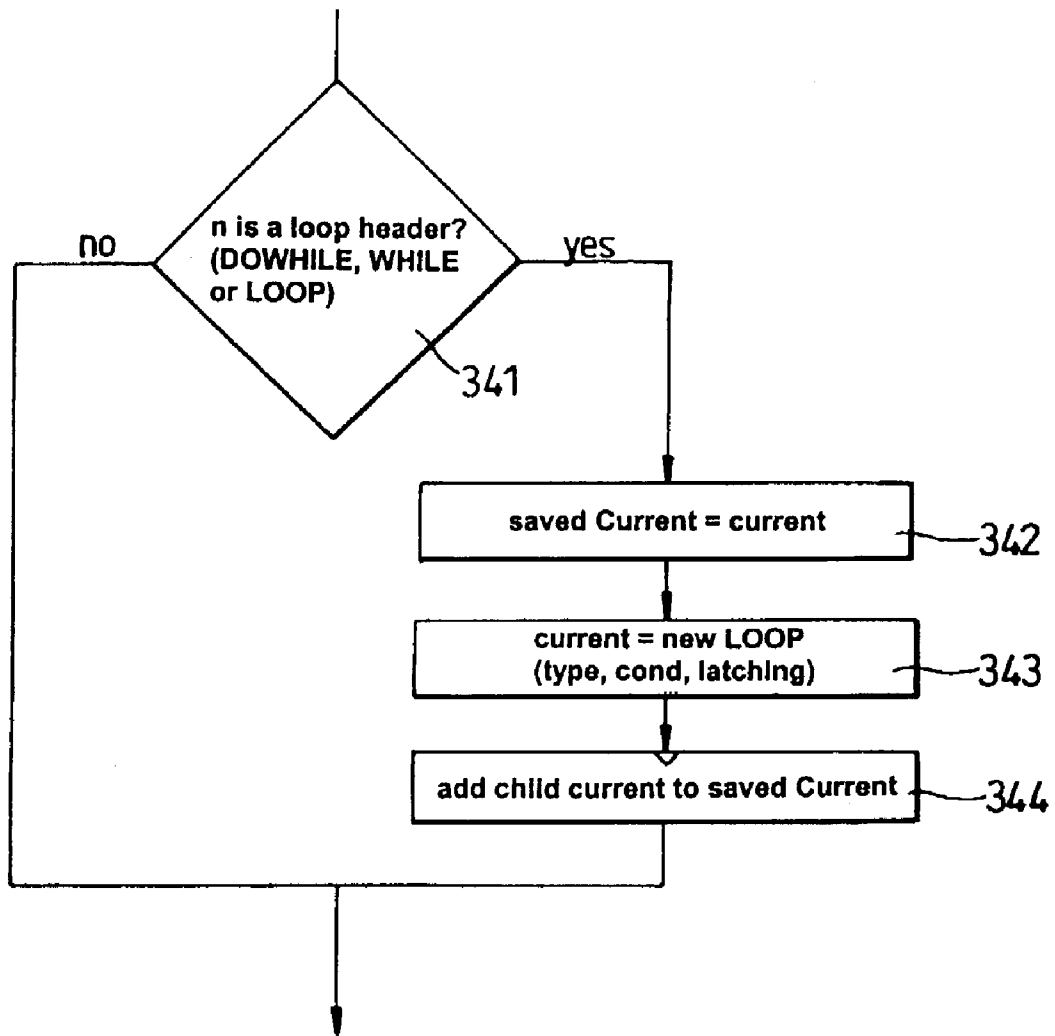 n is a loop header?
(DOWHILE, WHILE
or LOOP)
no
yes
341
saved Current = current
342
current = new LOOP
(type, cond, latching)
343
add child current to saved Current
344